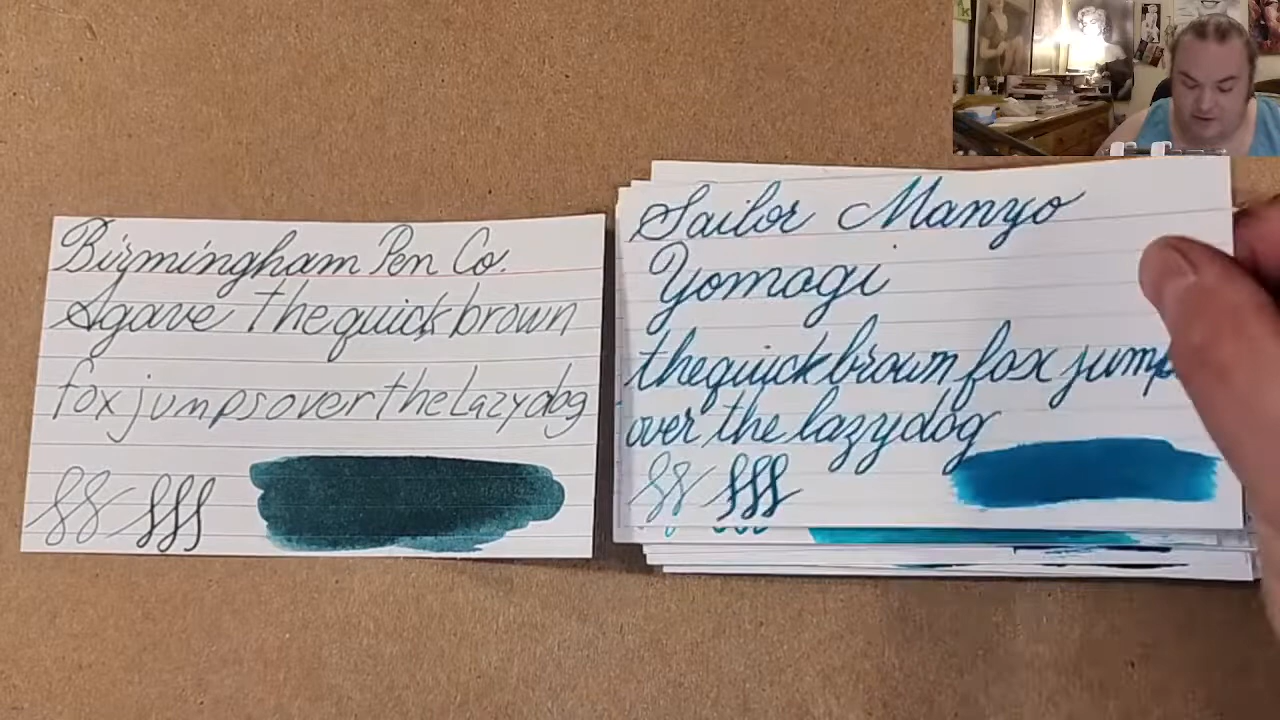 Birmingham Pen Co.
Agave the quick brown
fox jumps over the lazy dog
Sailor Manyo
Yomogi
the quick brown fox jump
over the lazy dog